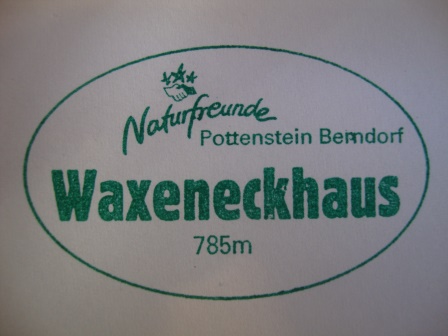 Naturfreunde
Pottenstein Berndorf
Waxeneckhaus
785m